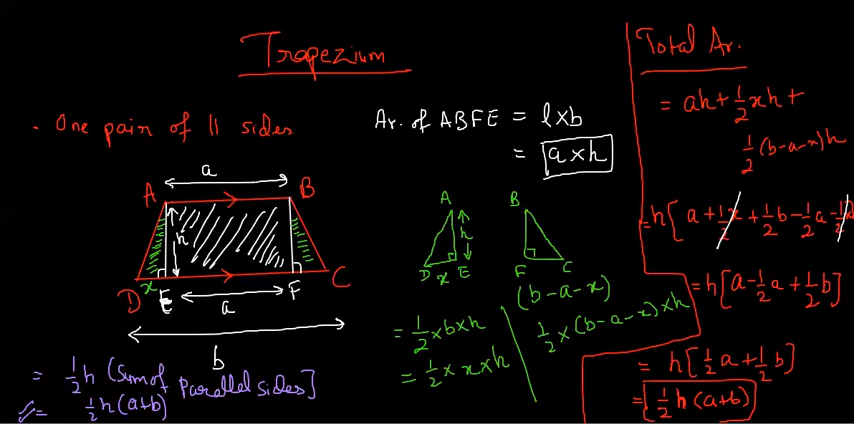 Trapezium
- One pair of || sides
a
A B
h
D x E F C
a
b
= 1/2 h (Sum of parallel sides]
= 1/2 h (a+b)
Ar. of ABFE = l × b
= a × h
A
h
D x E
B
F C
(b-a-x)
= 1/2 × b × h
= 1/2 × x × h
1/2 × (b-a-x) × h
Total Ar.
= ah + 1/2 xh +
1/2 (b-a-x) h
= h [ a + 1/2 x + 1/2 b - 1/2 a - 1/2
= h [a - 1/2 a + 1/2 b]
= h [1/2 a + 1/2 b]
= 1/2 h (a+b)